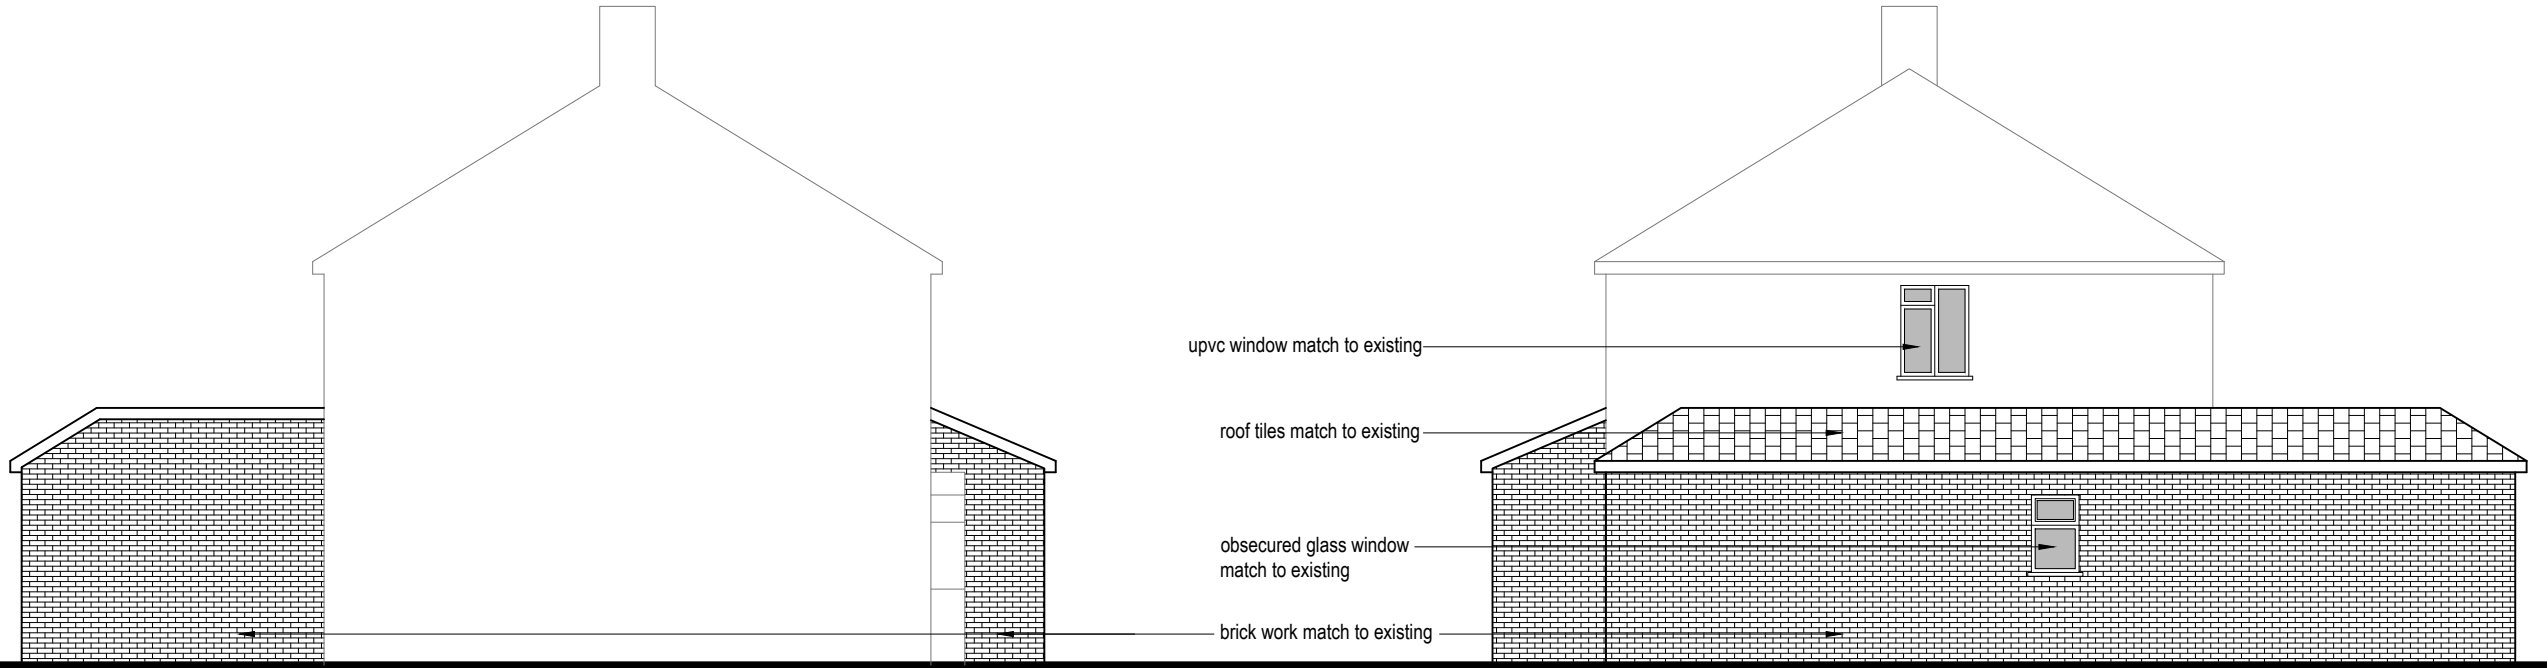 upvc window match to existing
roof tiles match to existing
obsecured glass window
match to existing
brick work match to existing